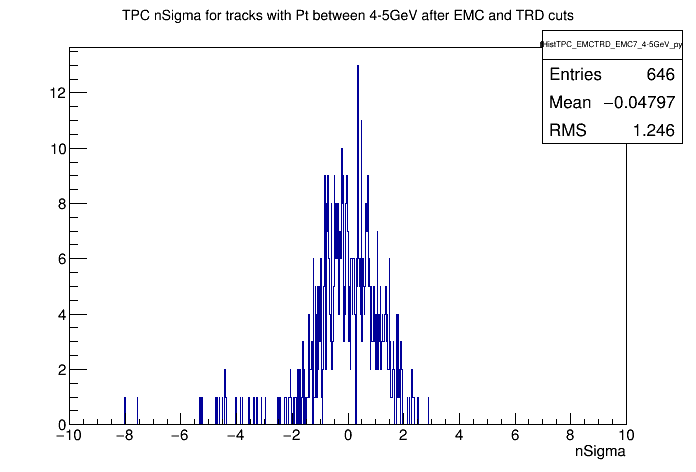 TPC nSigma for tracks with Pt between 4-5GeV after EMC and TRD cuts
HistTPC_EMCTRD_EMC7_4-5GeV_py
Entries 646
Mean −0.04797
RMS 1.246
12
10
8
6
4
2
0
−10 −8 −6 −4 −2 0 2 4 6 8 10
nSigma